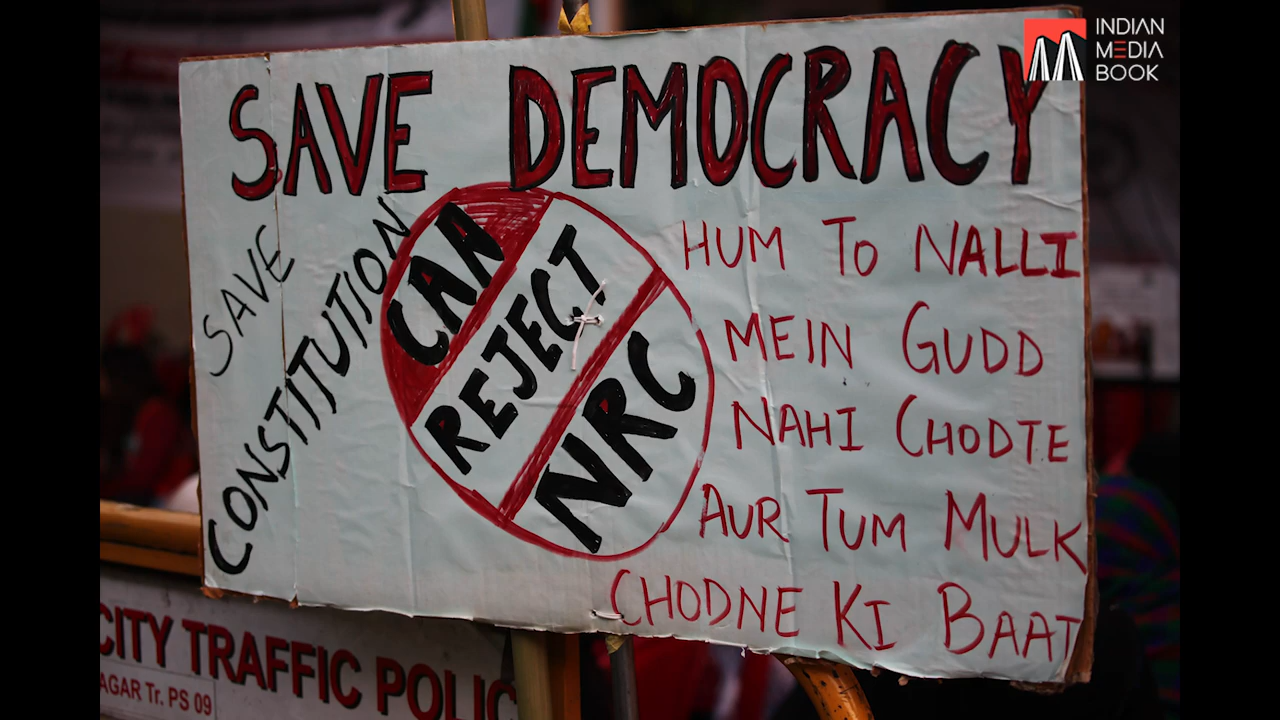 INDIAN
MEDIA
BOOK
SAVE DEMOCRACY
SAVE
CONSTITUTION
CAA
REJECT
NRC
HUM TO NALLI
MEIN GUDD
NAHI CHODTE
AUR TUM MULK
CHODNE KI BAAT
CITY TRAFFIC POLIC
AGAR Tr. PS 09